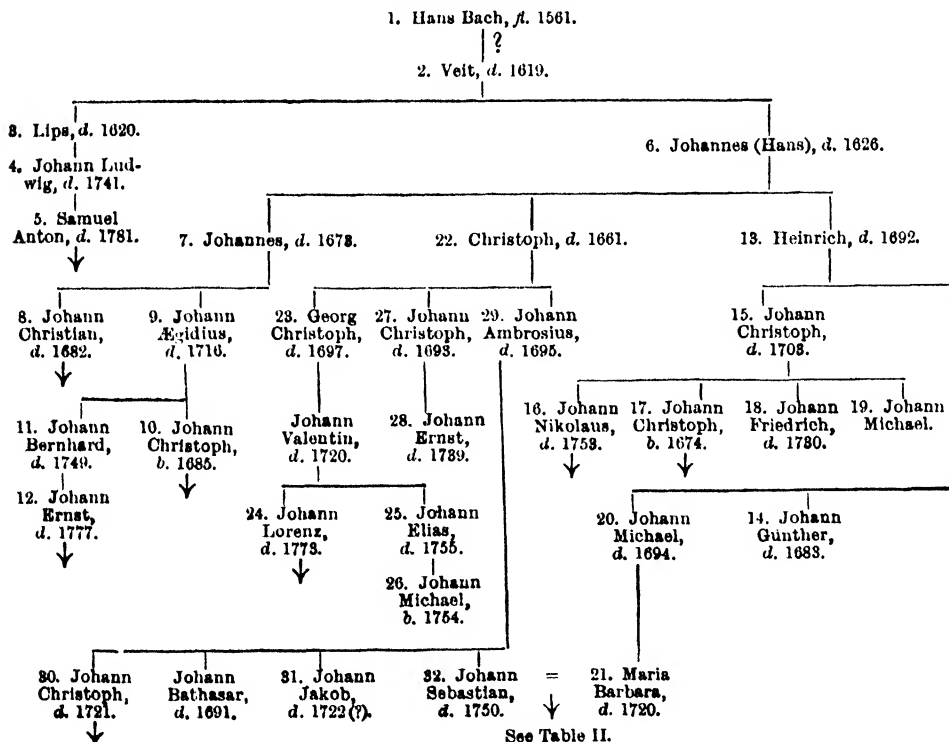 1. Hans Bach, fl. 1561.
?
2. Veit, d. 1619.
3. Lips, d. 1620.
6. Johannes (Hans), d. 1626.
4. Johann Lud-
wig, d. 1741.
5. Samuel
Anton, d. 1781.
7. Johannes, d. 1673.
22. Christoph, d. 1661.
13. Heinrich, d. 1692.
8. Johann
Christian,
d. 1682.
9. Johann
Ægidius,
d. 1716.
23. Georg
Christoph,
d. 1697.
27. Johann
Christoph,
d. 1693.
29. Johann
Ambrosius,
d. 1695.
15. Johann
Christoph,
d. 1703.
11. Johann
Bernhard,
d. 1749.
10. Johann
Christoph,
b. 1685.
Johann
Valentin,
d. 1720.
28. Johann
Ernst,
d. 1739.
16. Johann
Nikolaus,
d. 1753.
17. Johann
Christoph,
b. 1674.
18. Johann
Friedrich,
d. 1730.
19. Johann
Michael.
12. Johann
Ernst,
d. 1777.
24. Johann
Lorenz,
d. 1773.
25. Johann
Elias,
d. 1755.
20. Johann
Michael,
d. 1694.
14. Johann
Günther,
d. 1683.
26. Johann
Michael,
b. 1754.
30. Johann
Christoph,
d. 1721.
Johann
Bathasar,
d. 1691.
31. Johann
Jakob,
d. 1722(?).
32. Johann
Sebastian,
d. 1750.
=
21. Maria
Barbara,
d. 1720.
See Table II.